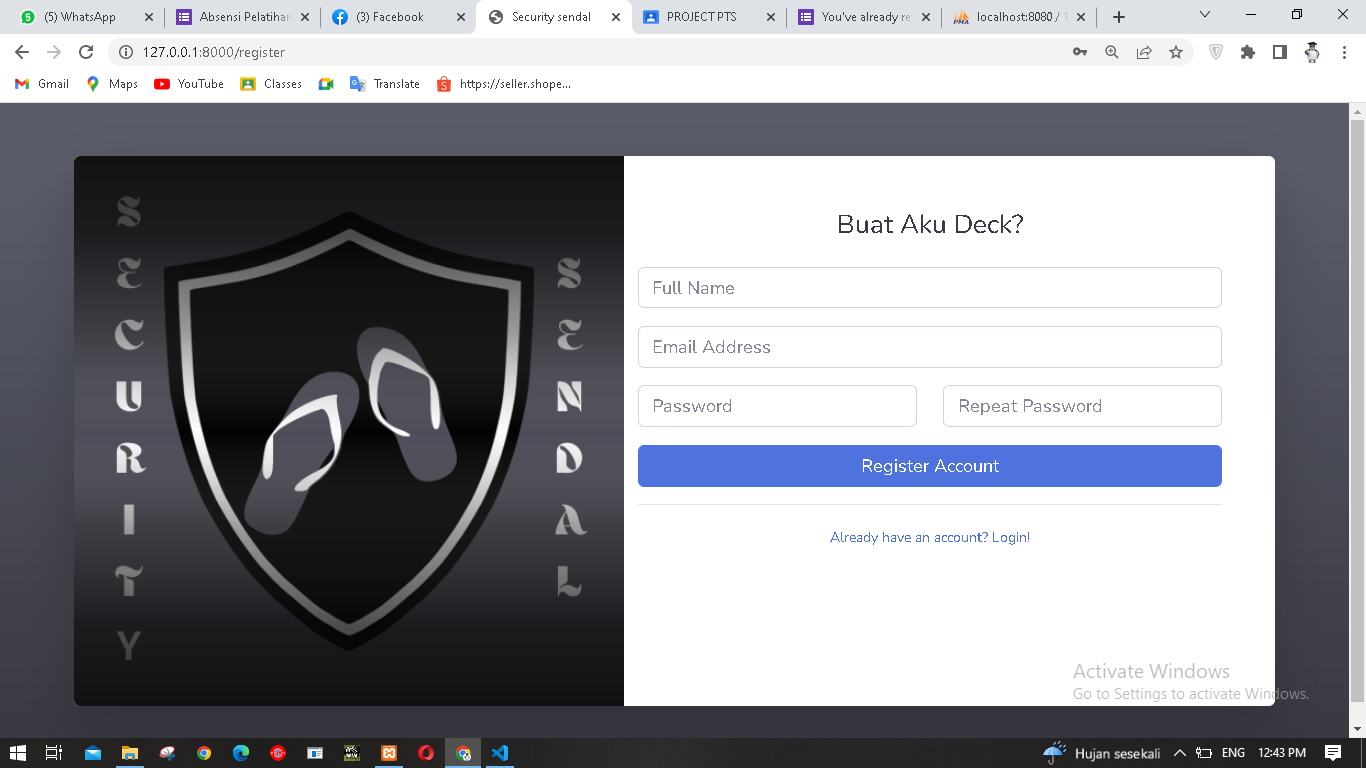 (5) WhatsApp
Absensi Pelatihan
(3) Facebook
Security sendal
PROJECT PTS
You've already re
localhost:8080 / 1
127.0.0.1:8000/register
Gmail
Maps
YouTube
Classes
Translate
https://seller.shope...
SECURITY
SENDAL
Buat Aku Deck?
Full Name
Email Address
Password
Repeat Password
Register Account
Already have an account? Login!
Activate Windows
Go to Settings to activate Windows.
Hujan sesekali
ENG
12:43 PM